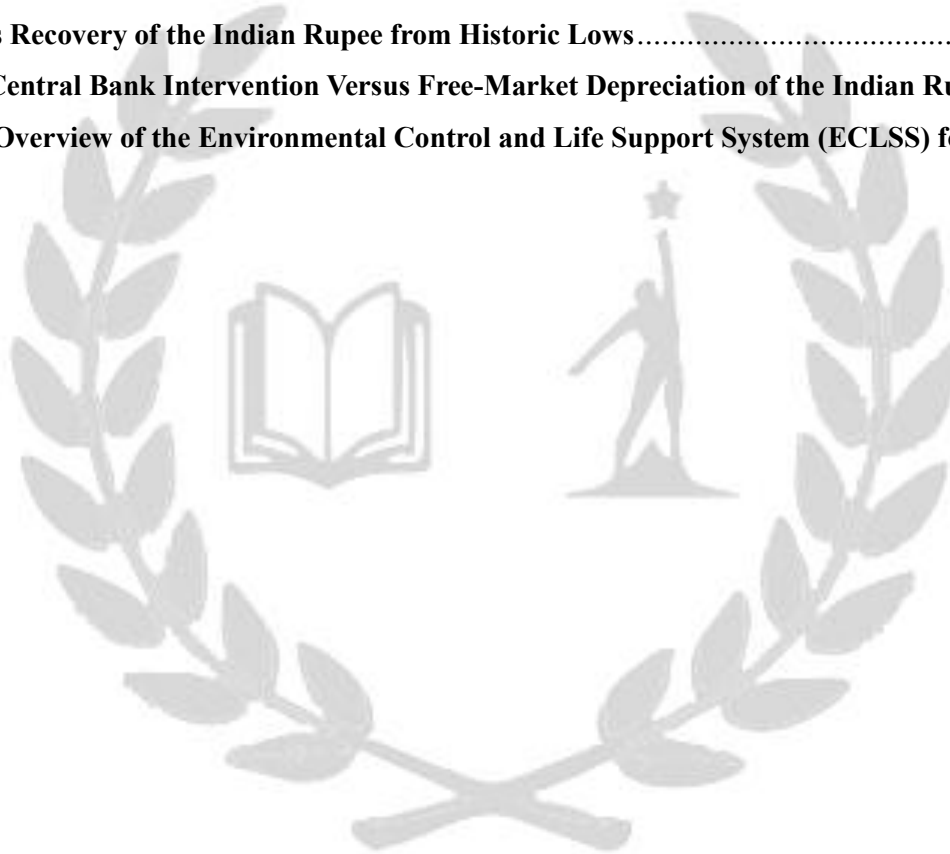 s Recovery of the Indian Rupee from Historic Lows.....................................
Central Bank Intervention Versus Free-Market Depreciation of the Indian Ru
Overview of the Environmental Control and Life Support System (ECLSS) f